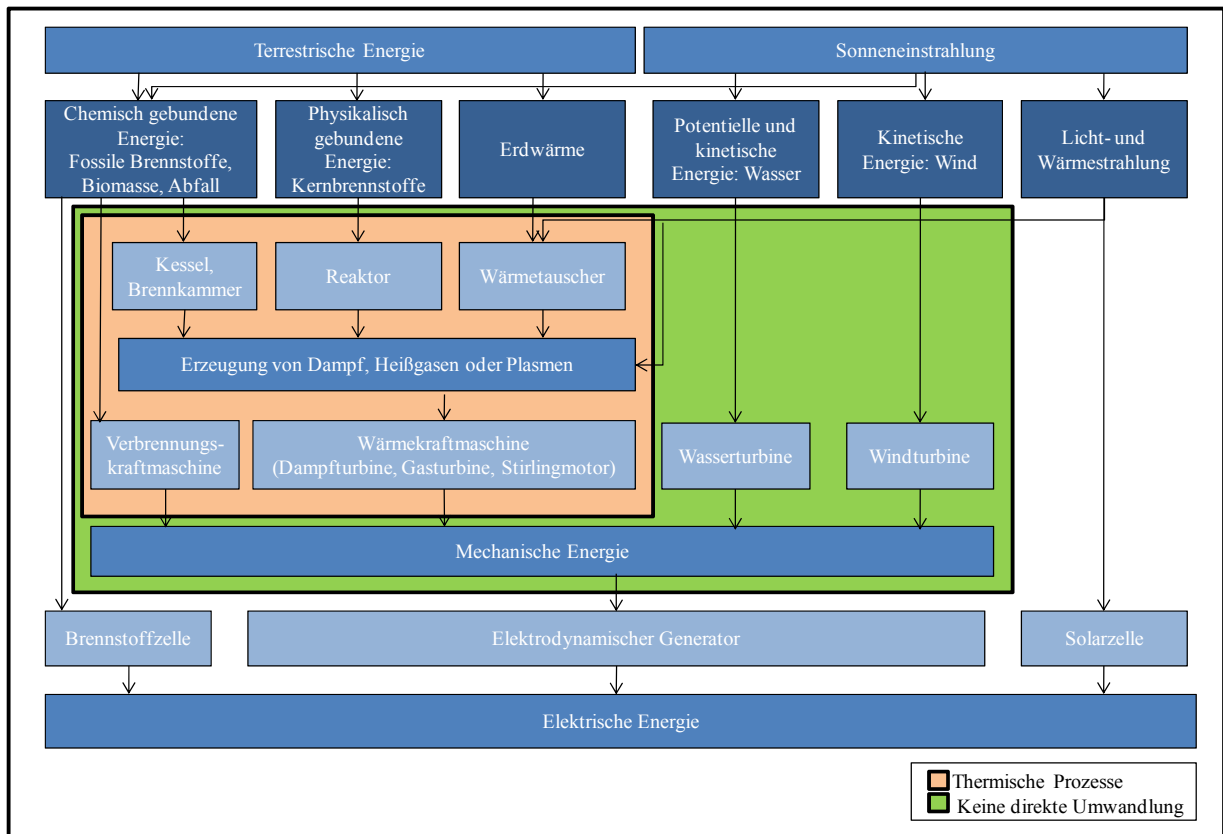 Terrestrische Energie
Sonneneinstrahlung
Chemisch gebundene
Energie:
Fossile Brennstoffe,
Biomasse, Abfall
Physikalisch
gebundene
Energie:
Kernbrennstoffe
Erdwärme
Potentielle und
kinetische
Energie: Wasser
Kinetische
Energie: Wind
Licht- und
Wärmestrahlung
Kessel,
Brennkammer
Reaktor
Wärmetauscher
Erzeugung von Dampf, Heißgasen oder Plasmen
Verbrennungs-
kraftmaschine
Wärmekraftmaschine
(Dampfturbine, Gasturbine, Stirlingmotor)
Wasserturbine
Windturbine
Mechanische Energie
Brennstoffzelle
Elektrodynamischer Generator
Solarzelle
Elektrische Energie
Thermische Prozesse
Keine direkte Umwandlung